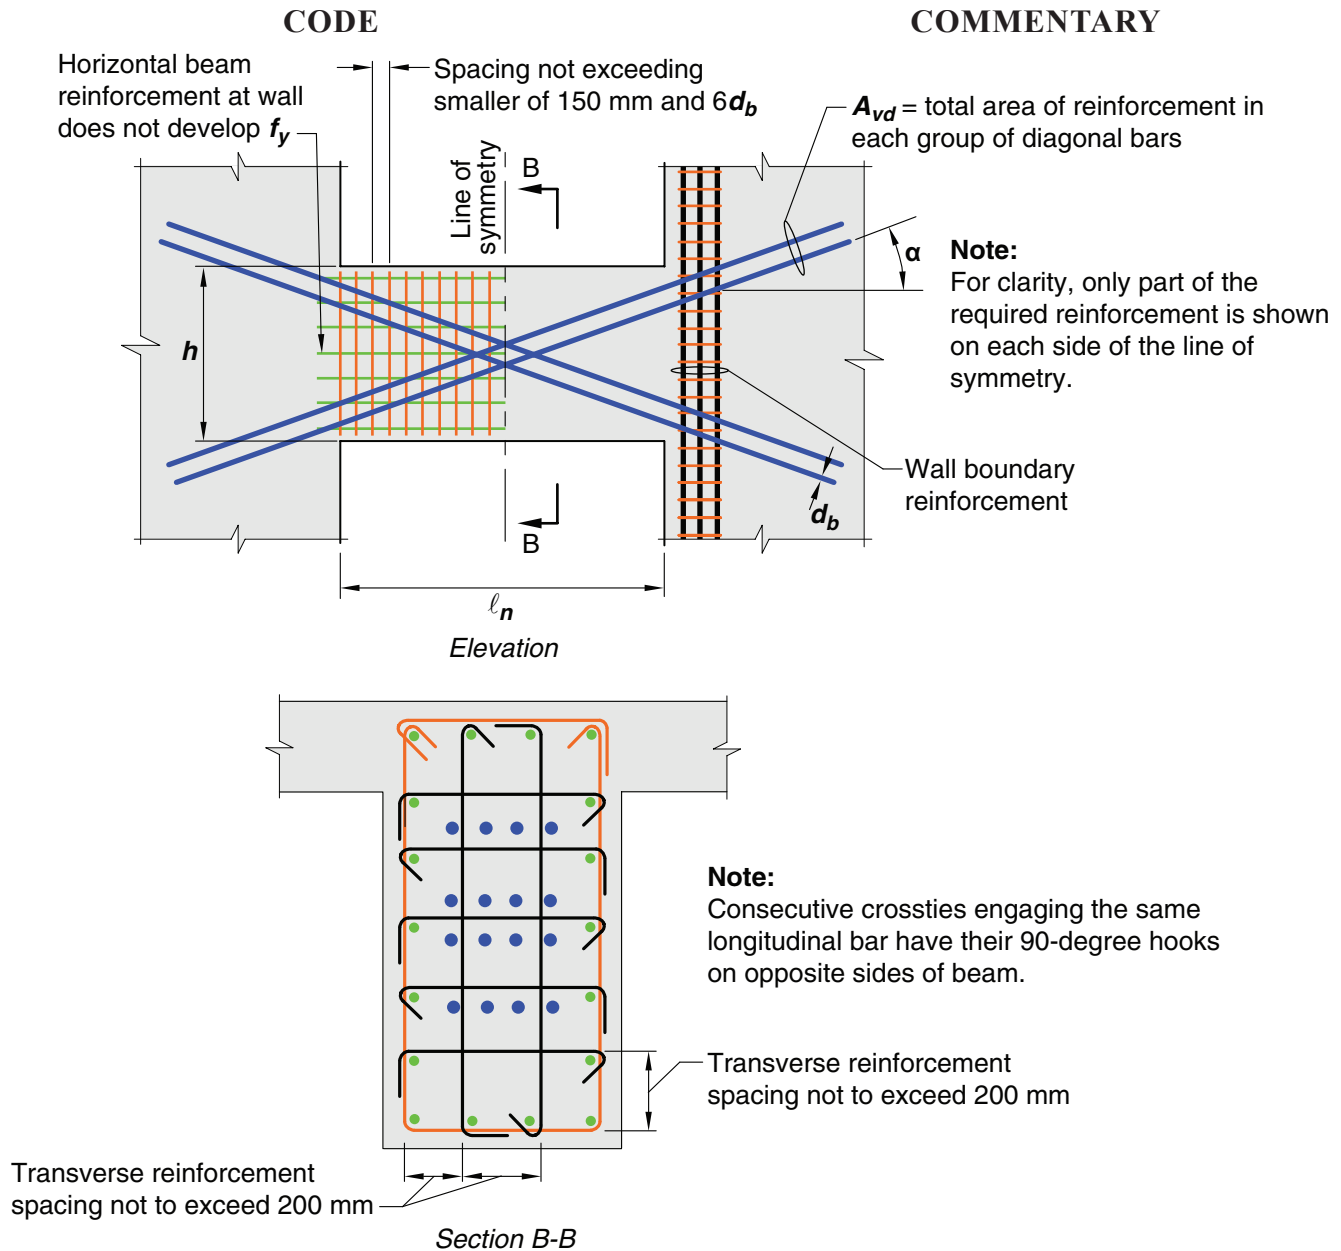 CODE
COMMENTARY
Horizontal beam
reinforcement at wall
does not develop fy
Spacing not exceeding
smaller of 150 mm and 6db
Avd = total area of reinforcement in
each group of diagonal bars
Line of
symmetry
B
α
Note:
For clarity, only part of the
required reinforcement is shown
on each side of the line of
symmetry.
h
Wall boundary
reinforcement
db
B
ℓn
Elevation
Note:
Consecutive crossties engaging the same
longitudinal bar have their 90-degree hooks
on opposite sides of beam.
Transverse reinforcement
spacing not to exceed 200 mm
Transverse reinforcement
spacing not to exceed 200 mm
Section B-B